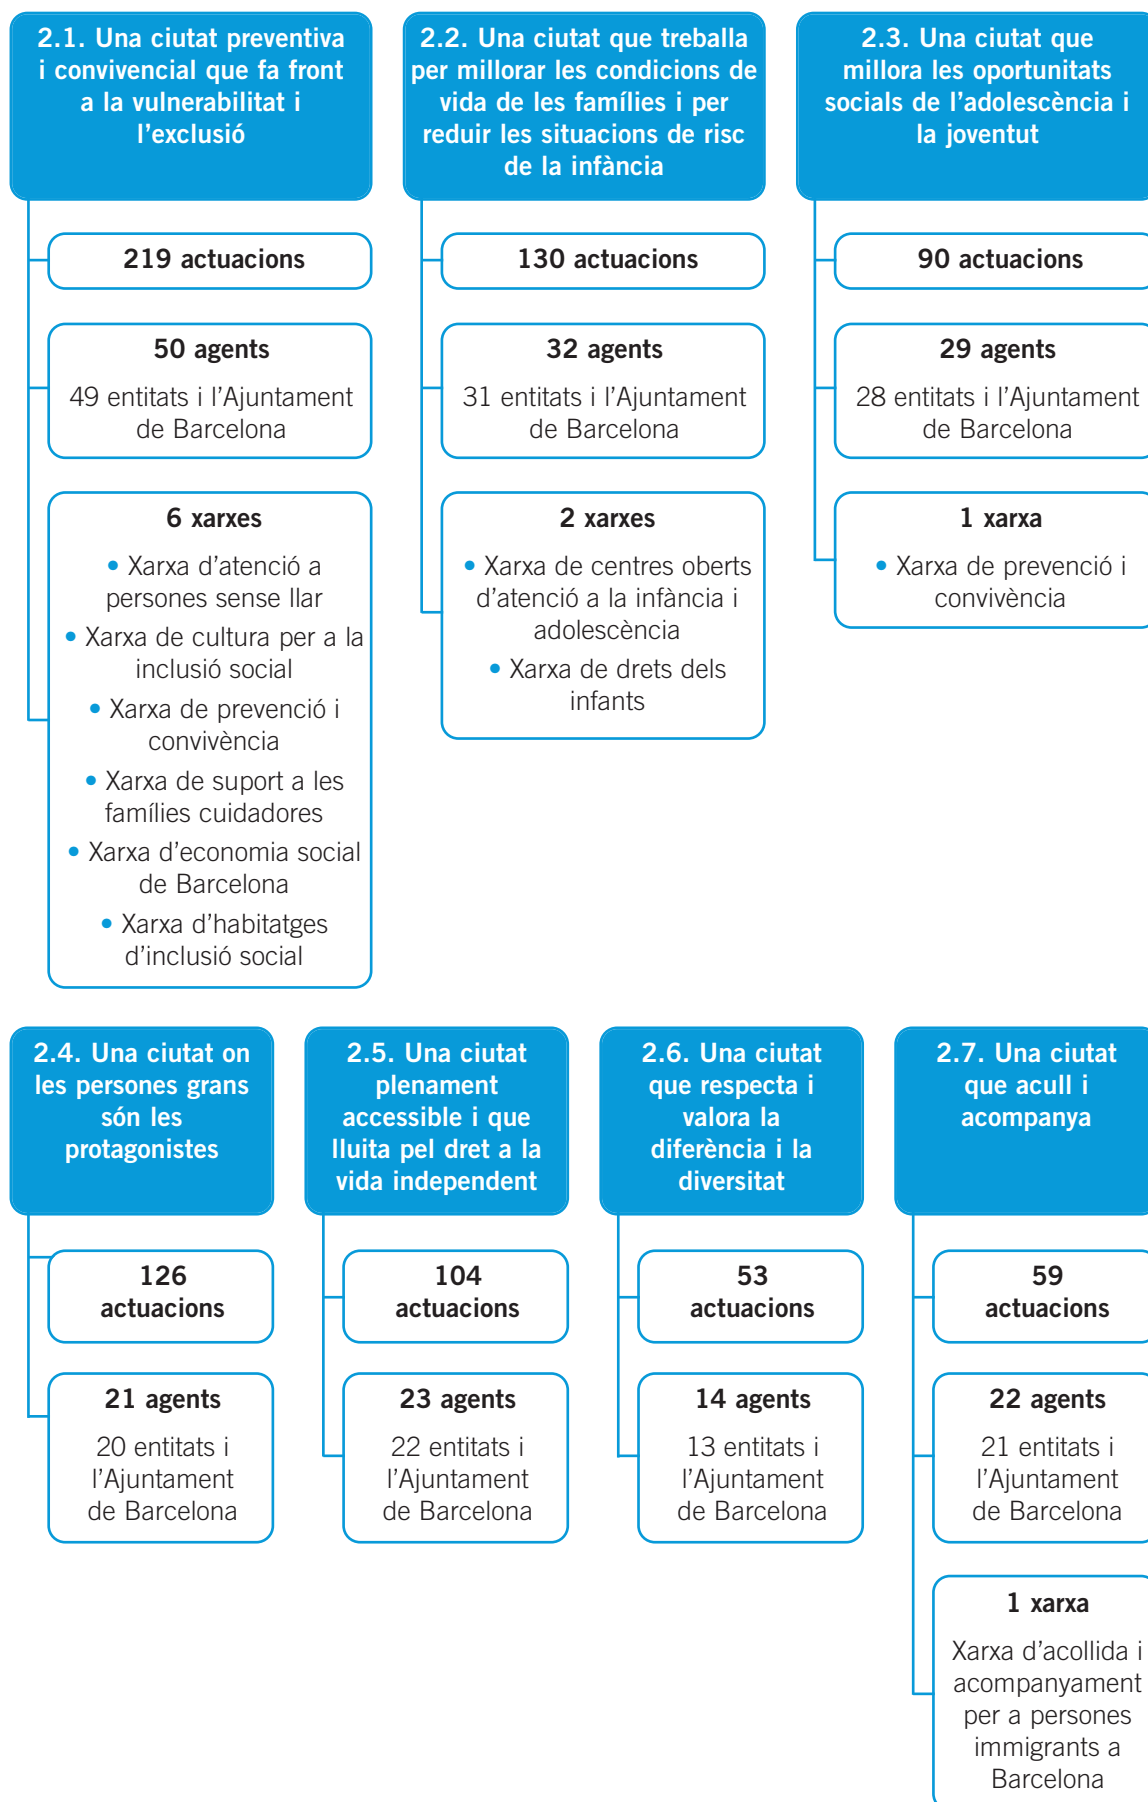 2.1. Una ciutat preventiva
i convivencial que fa front
a la vulnerabilitat i
l’exclusió
219 actuacions
50 agents
49 entitats i l’Ajuntament
de Barcelona
6 xarxes
• Xarxa d’atenció a
persones sense llar
• Xarxa de cultura per a la
inclusió social
• Xarxa de prevenció i
convivència
• Xarxa de suport a les
famílies cuidadores
• Xarxa d’economia social
de Barcelona
• Xarxa d’habitatges
d’inclusió social
2.2. Una ciutat que treballa
per millorar les condicions de
vida de les famílies i per
reduir les situacions de risc
de la infància
130 actuacions
32 agents
31 entitats i l’Ajuntament
de Barcelona
2 xarxes
• Xarxa de centres oberts
d’atenció a la infància i
adolescència
• Xarxa de drets dels
infants
2.3. Una ciutat que
millora les oportunitats
socials de l’adolescència i
la joventut
90 actuacions
29 agents
28 entitats i l’Ajuntament
de Barcelona
1 xarxa
• Xarxa de prevenció i
convivència
2.4. Una ciutat on
les persones grans
són les
protagonistes
126
actuacions
21 agents
20 entitats i
l’Ajuntament
de Barcelona
2.5. Una ciutat
plenament
accessible i que
lluita pel dret a la
vida independent
104
actuacions
23 agents
22 entitats i
l’Ajuntament
de Barcelona
2.6. Una ciutat
que respecta i
valora la
diferència i la
diversitat
53
actuacions
14 agents
13 entitats i
l’Ajuntament
de Barcelona
2.7. Una ciutat
que acull i
acompanya
59
actuacions
22 agents
21 entitats i
l’Ajuntament
de Barcelona
1 xarxa
Xarxa d’acollida i
acompanyament
per a persones
immigrants a
Barcelona